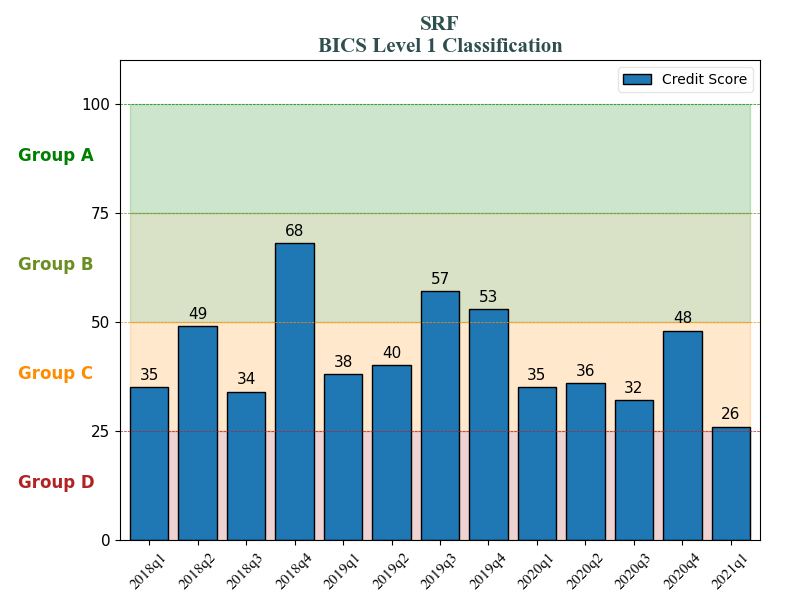 SRF
BICS Level 1 Classification
Credit Score
100
Group A
75
68
Group B
57
53
50
49
48
40
38
Group C
35
34
35
36
32
26
25
Group D
0
2018q1
2018q2
2018q3
2018q4
2019q1
2019q2
2019q3
2019q4
2020q1
2020q2
2020q3
2020q4
2021q1